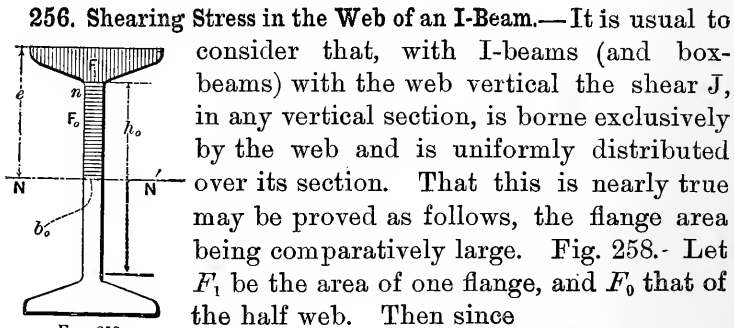 256. Shearing Stress in the Web of an I-Beam.—It is usual to
consider that, with I-beams (and box-
beams) with the web vertical the shear J,
in any vertical section, is borne exclusively
by the web and is uniformly distributed
over its section. That this is nearly true
may be proved as follows, the flange area
being comparatively large. Fig. 258.- Let
F₁ be the area of one flange, and F₀ that of
the half web. Then since
F₁
e
n
F₀
h₀
N
N′
b₀